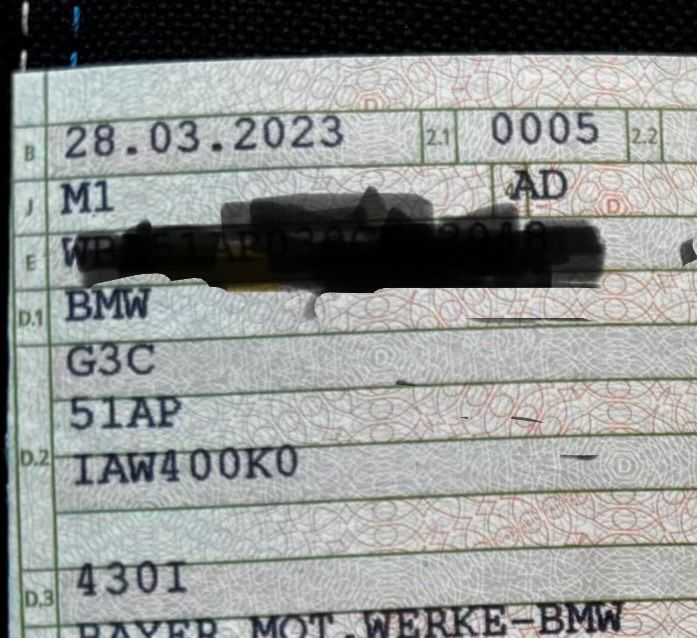 B 28.03.2023 2.1 0005 2.2
J M1 4 AD
E
D.1 BMW
G3C
51AP
D.2 IAW400K0
D.3 430I
BAYER.MOT.WERKE-BMW